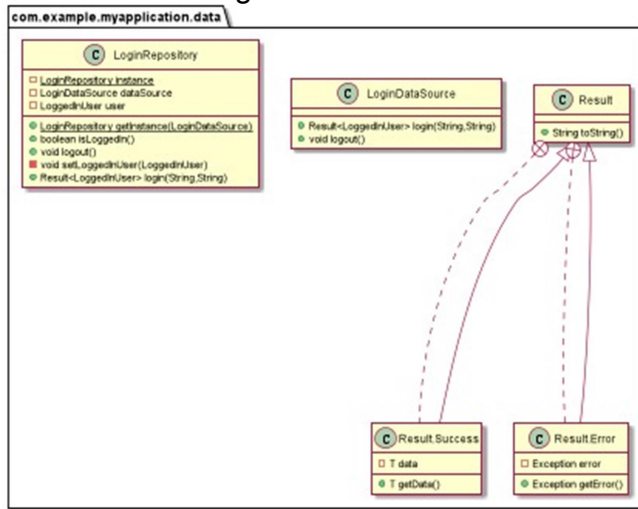 com.example.myapplication.data
C LoginRepository
LoginRepository instance
LoginDataSource dataSource
LoggedInUser user
LoginRepository getInstance(LoginDataSource)
boolean isLoggedIn()
void logout()
void setLoggedInUser(LoggedInUser)
Result<LoggedInUser> login(String,String)
C LoginDataSource
Result<LoggedInUser> login(String,String)
void logout()
C Result
String toString()
C Result.Success
T data
T getData()
C Result.Error
Exception error
Exception getError()